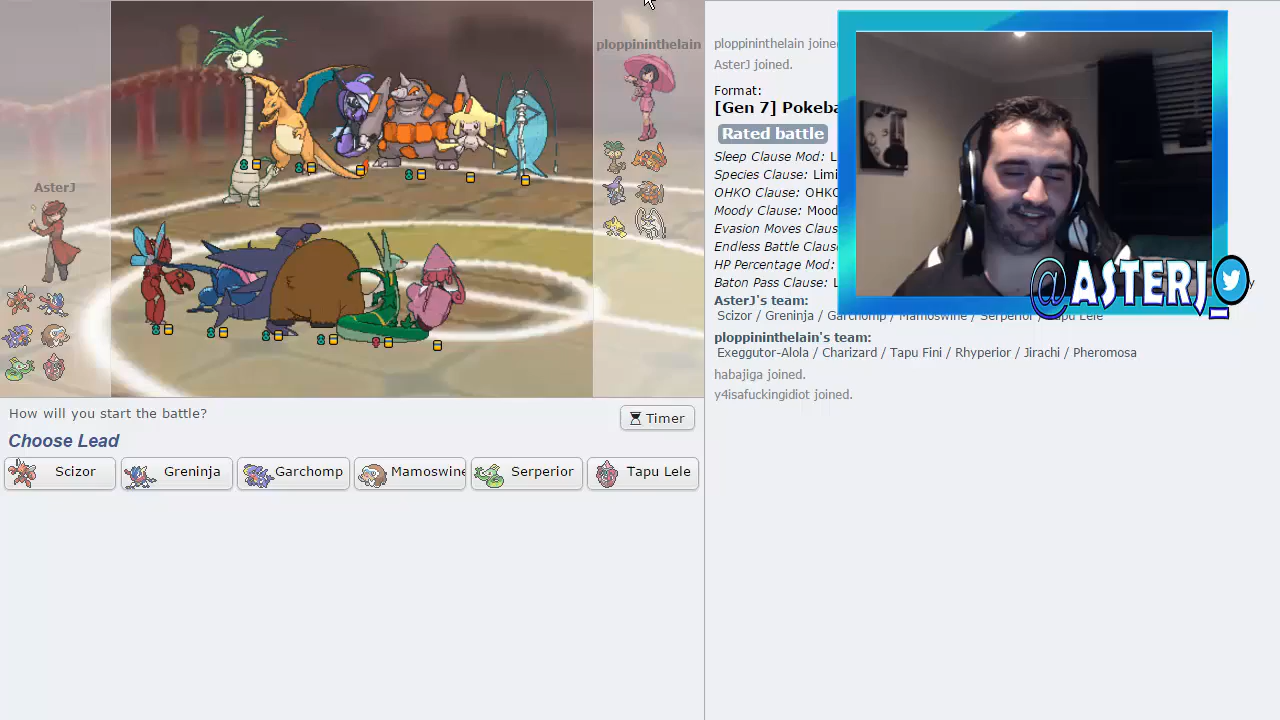 AsterJ
ploppininthelain
ploppininthelain joine
AsterJ joined.
Format:
[Gen 7] Pokeba
Rated battle
Sleep Clause Mod: L
Species Clause: Limi
OHKO Clause: OHKO
Moody Clause: Mood
Evasion Moves Clause
Endless Battle Clause
HP Percentage Mod:
Baton Pass Clause: L
AsterJ's team:
Scizor / Greninja / Garchomp / Mamoswine / Serperior / Tapu Lele
ploppininthelain's team:
Exeggutor-Alola / Charizard / Tapu Fini / Rhyperior / Jirachi / Pheromosa
habajiga joined.
y4isafuckingidiot joined.
@ASTERJ_
How will you start the battle?
Timer
Choose Lead
Scizor
Greninja
Garchomp
Mamoswine
Serperior
Tapu Lele